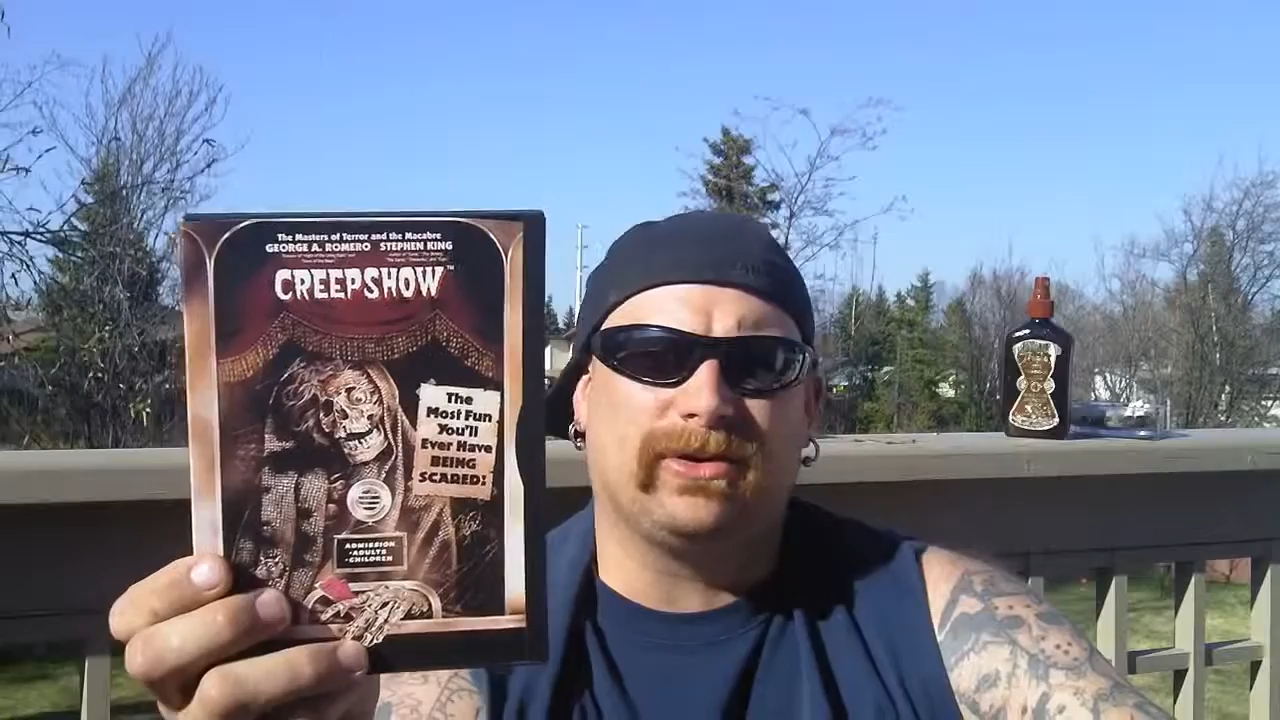 The Masters of Terror and the Macabre
GEORGE A. ROMERO STEPHEN KING
CREEPSHOW™
The
Most Fun
You'll
Ever Have
BEING
SCARED!
ADMISSION
·ADULTS
·CHILDREN